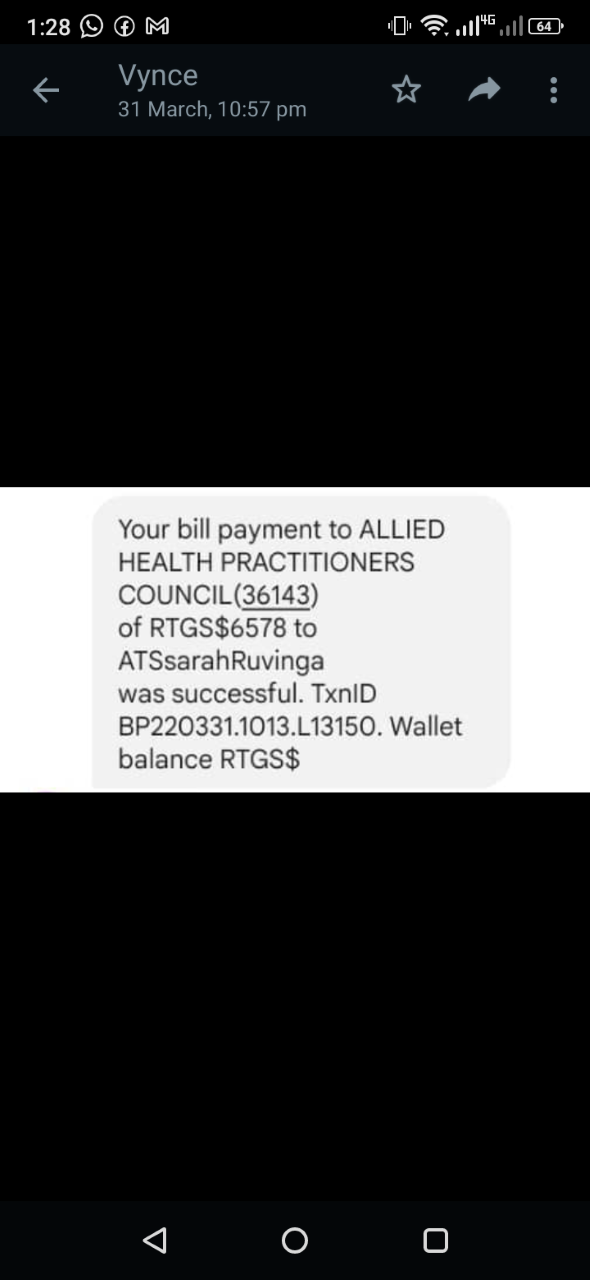 1:28 4G 64
Vynce
31 March, 10:57 pm
Your bill payment to ALLIED
HEALTH PRACTITIONERS
COUNCIL(36143)
of RTGS$6578 to
ATSsarahRuvinga
was successful. TxnID
BP220331.1013.L13150. Wallet
balance RTGS$